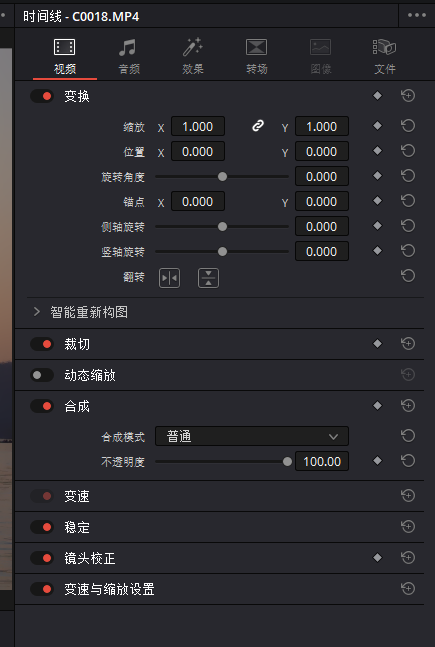 时间线 - C0018.MP4
视频 音频 效果 转场 图像 文件
变换
缩放 X 1.000 Y 1.000
位置 X 0.000 Y 0.000
旋转角度 0.000
锚点 X 0.000 Y 0.000
侧轴旋转 0.000
竖轴旋转 0.000
翻转
智能重新构图
裁切
动态缩放
合成
合成模式 普通
不透明度 100.00
变速
稳定
镜头校正
变速与缩放设置